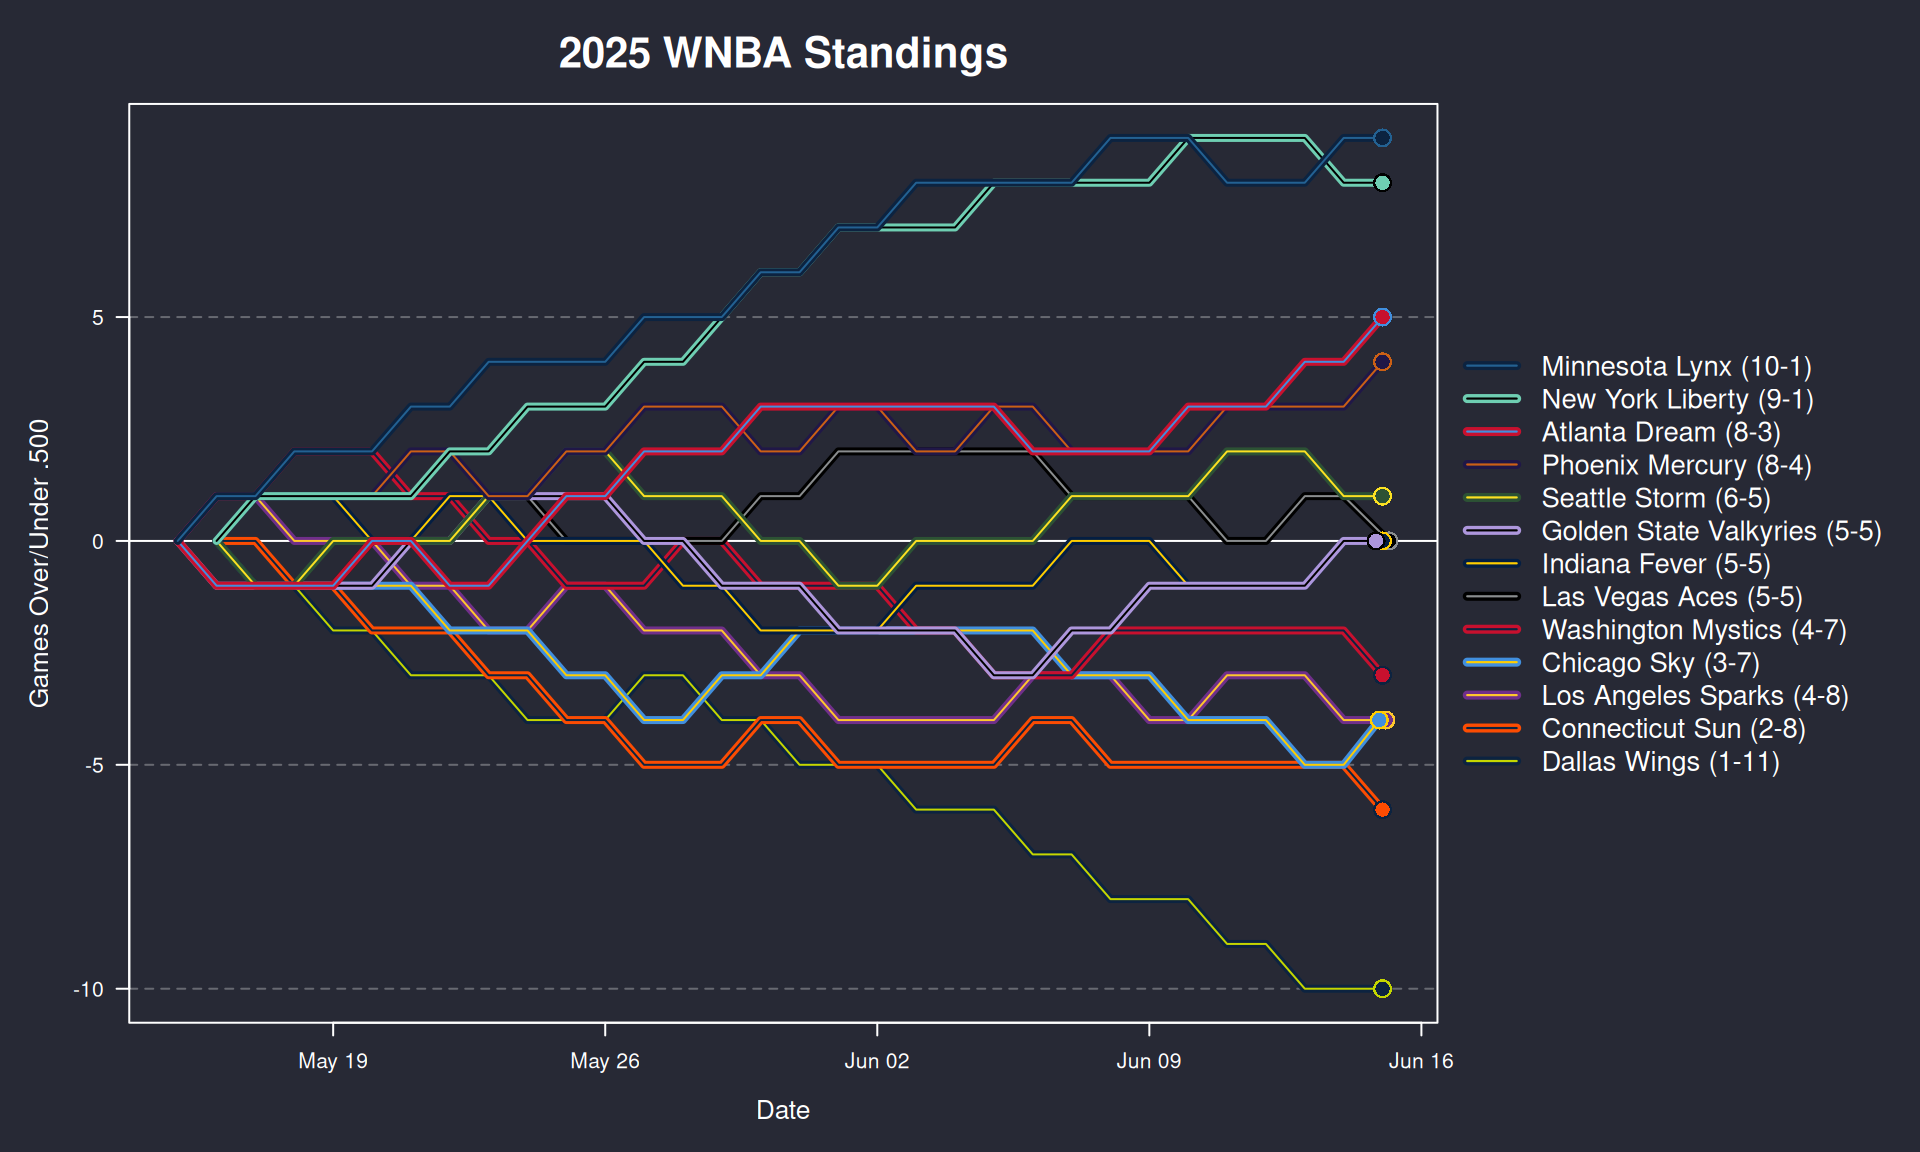 2025 WNBA Standings
Games Over/Under .500
5
0
-5
-10
May 19
May 26
Jun 02
Jun 09
Jun 16
Date
Minnesota Lynx (10-1)
New York Liberty (9-1)
Atlanta Dream (8-3)
Phoenix Mercury (8-4)
Seattle Storm (6-5)
Golden State Valkyries (5-5)
Indiana Fever (5-5)
Las Vegas Aces (5-5)
Washington Mystics (4-7)
Chicago Sky (3-7)
Los Angeles Sparks (4-8)
Connecticut Sun (2-8)
Dallas Wings (1-11)